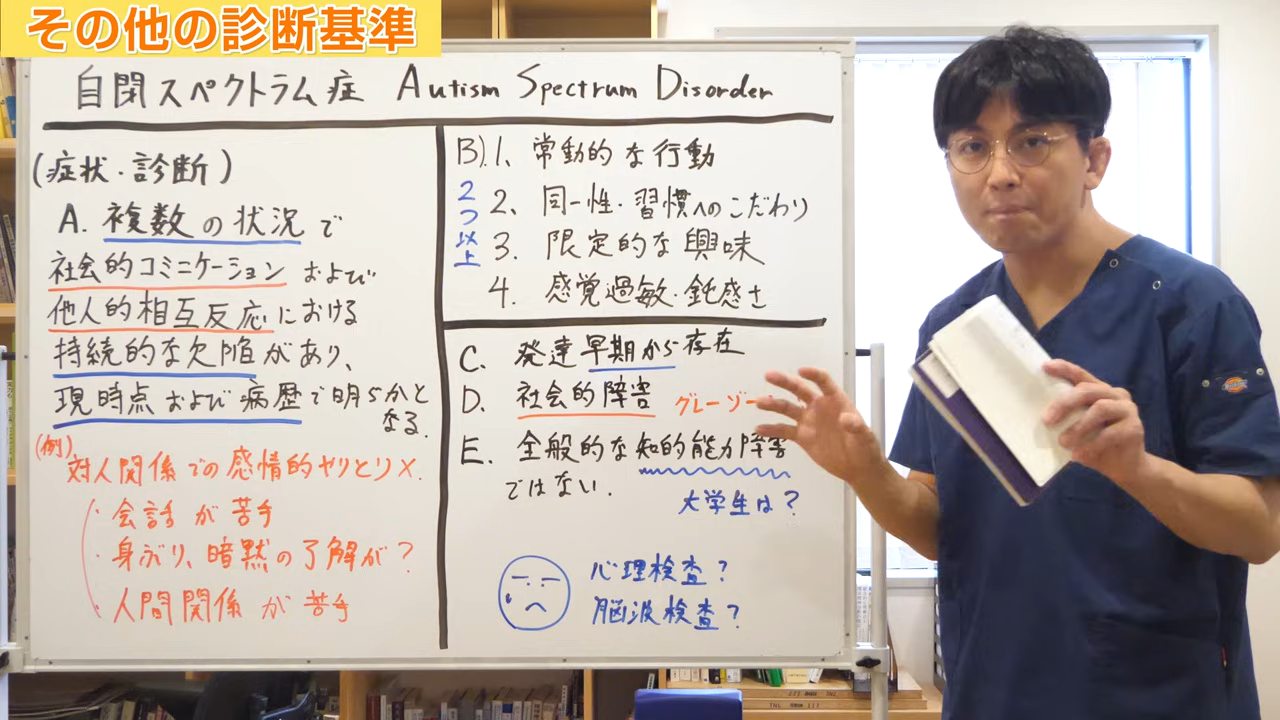 その他の診断基準
自閉スペクトラム症 Autism Spectrum Disorder
(症状・診断)
A. 複数の状況で
社会的コミニケーション および
他人的相互反応における
持続的な欠陥があり、
現時点および病歴で明らかと
なる.
(例)
対人関係での感情的ヤリとり×.
・会話が苦手
・身ぶり、暗黙の了解が?
・人間関係が苦手
B). 1、常動的な行動
2つ以上
2、同一性・習慣へのこだわり
3. 限定的な興味
4. 感覚過敏・鈍感さ
C. 発達早期から存在
D. 社会的障害 グレーゾー
E. 全般的な知的能力障害
ではない.
大学生は?
心理検査?
脳波検査?
Dickies